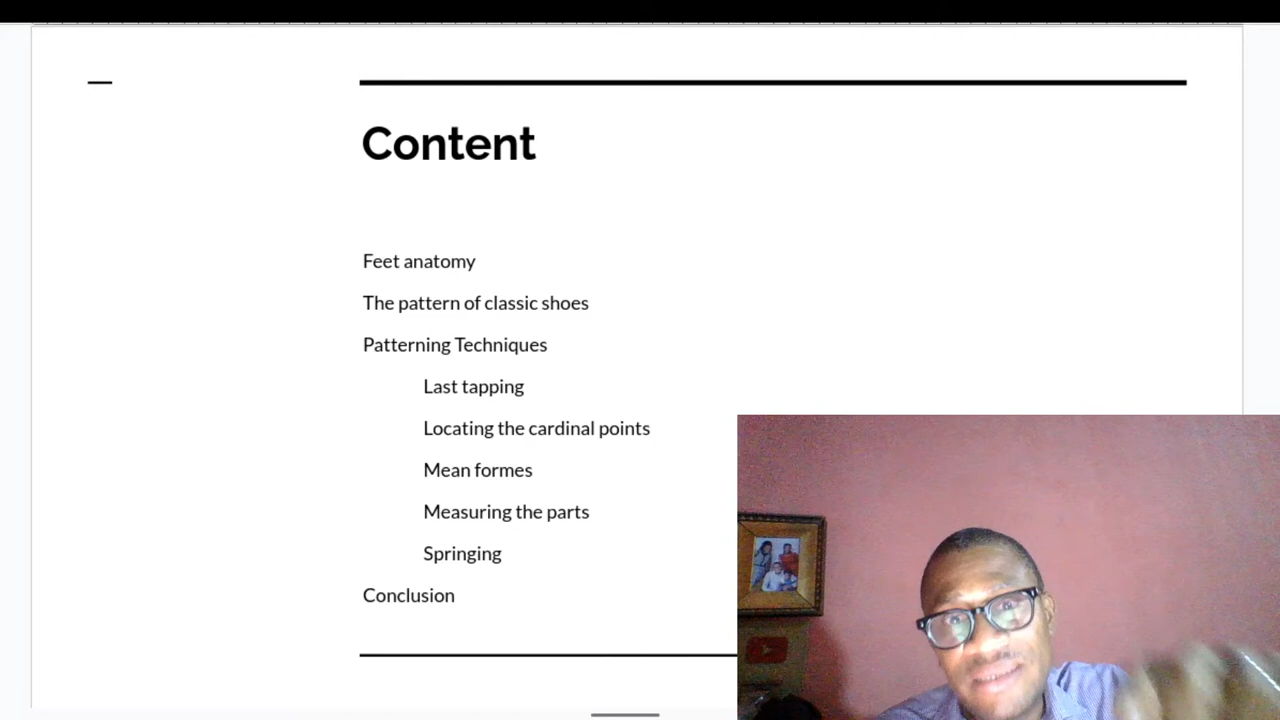 Content
Feet anatomy
The pattern of classic shoes
Patterning Techniques
Last tapping
Locating the cardinal points
Mean formes
Measuring the parts
Springing
Conclusion